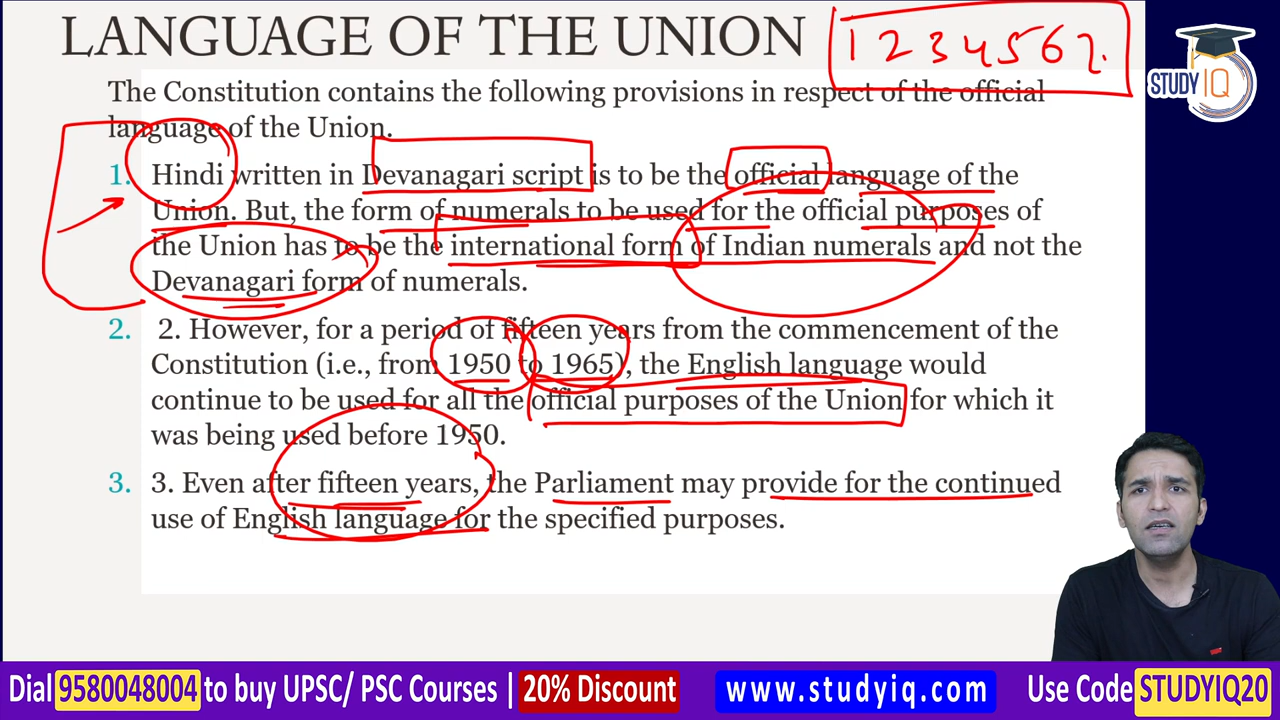 LANGUAGE OF THE UNION
1 2 3 4 5 6 7.
STUDY IQ
The Constitution contains the following provisions in respect of the official
language of the Union.
1. Hindi written in Devanagari script is to be the official language of the
Union. But, the form of numerals to be used for the official purposes of
the Union has to be the international form of Indian numerals and not the
Devanagari form of numerals.
2. 2. However, for a period of fifteen years from the commencement of the
Constitution (i.e., from 1950 to 1965), the English language would
continue to be used for all the official purposes of the Union for which it
was being used before 1950.
3. 3. Even after fifteen years, the Parliament may provide for the continued
use of English language for the specified purposes.
Dial 9580048004 to buy UPSC/ PSC Courses | 20% Discount www.studyiq.com Use Code STUDYIQ20